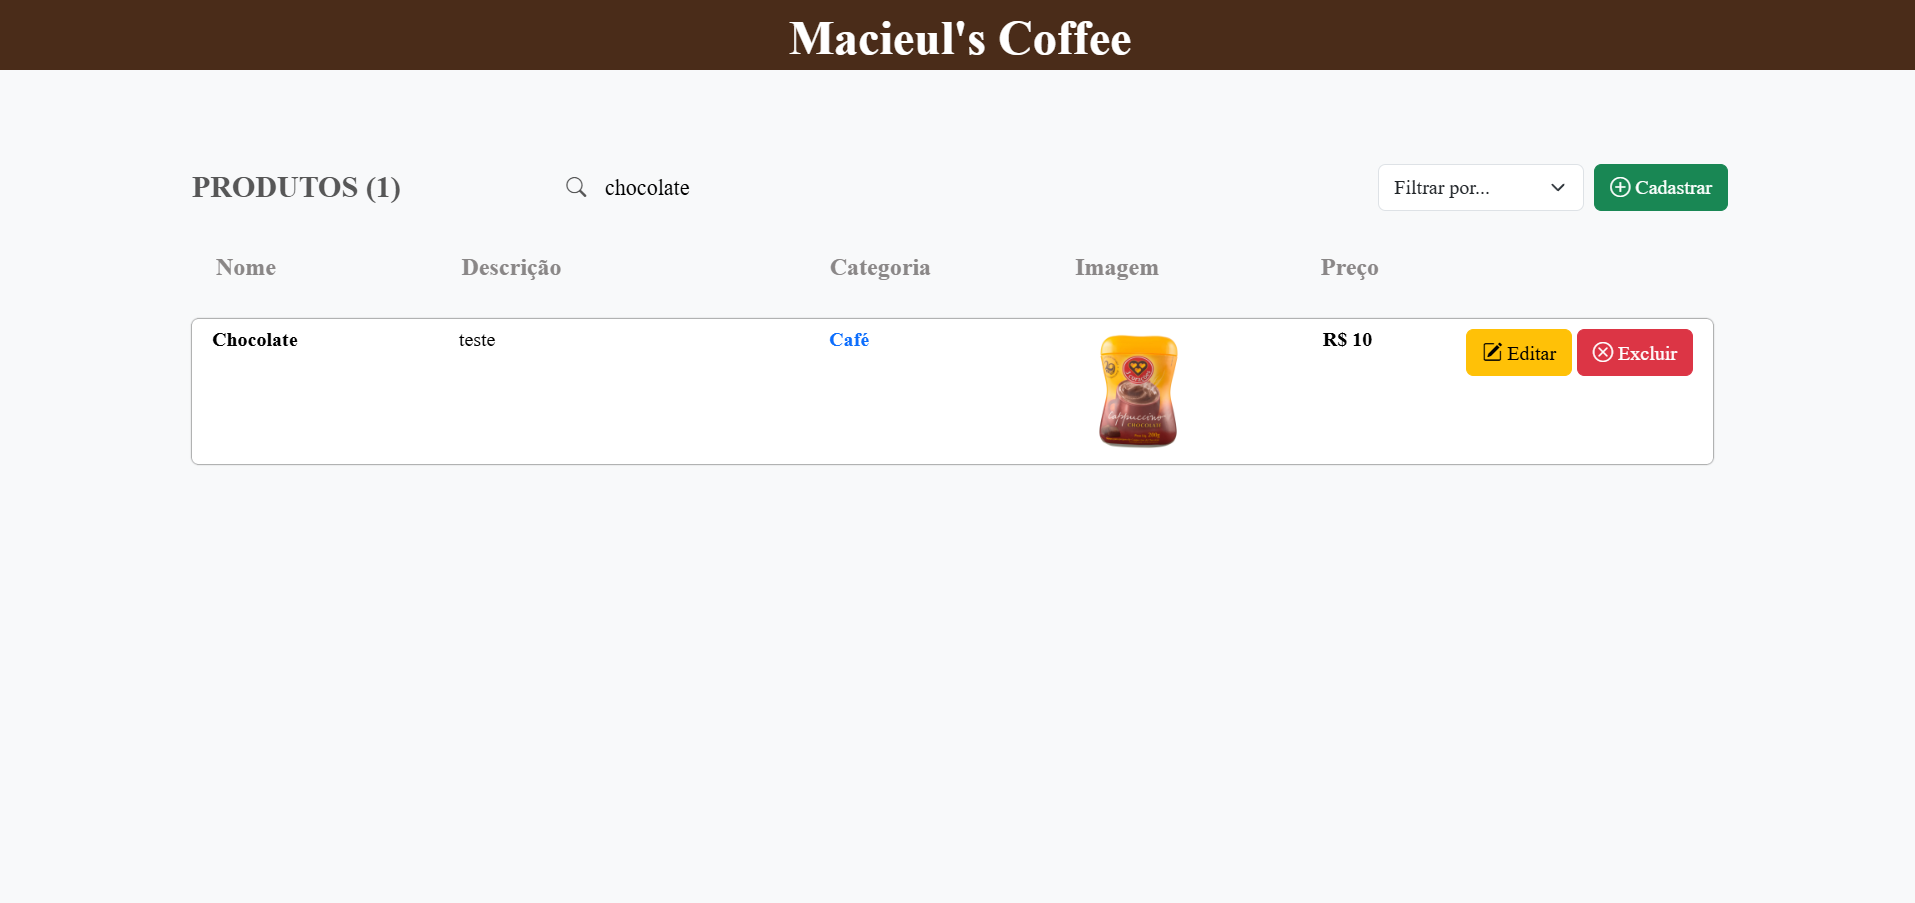 Macieul's Coffee
PRODUTOS (1)
chocolate
Filtrar por...
Cadastrar
Nome Descrição Categoria Imagem Preço
Chocolate teste Café R$ 10 Editar Excluir
Cappuccino
CHOCOLATE